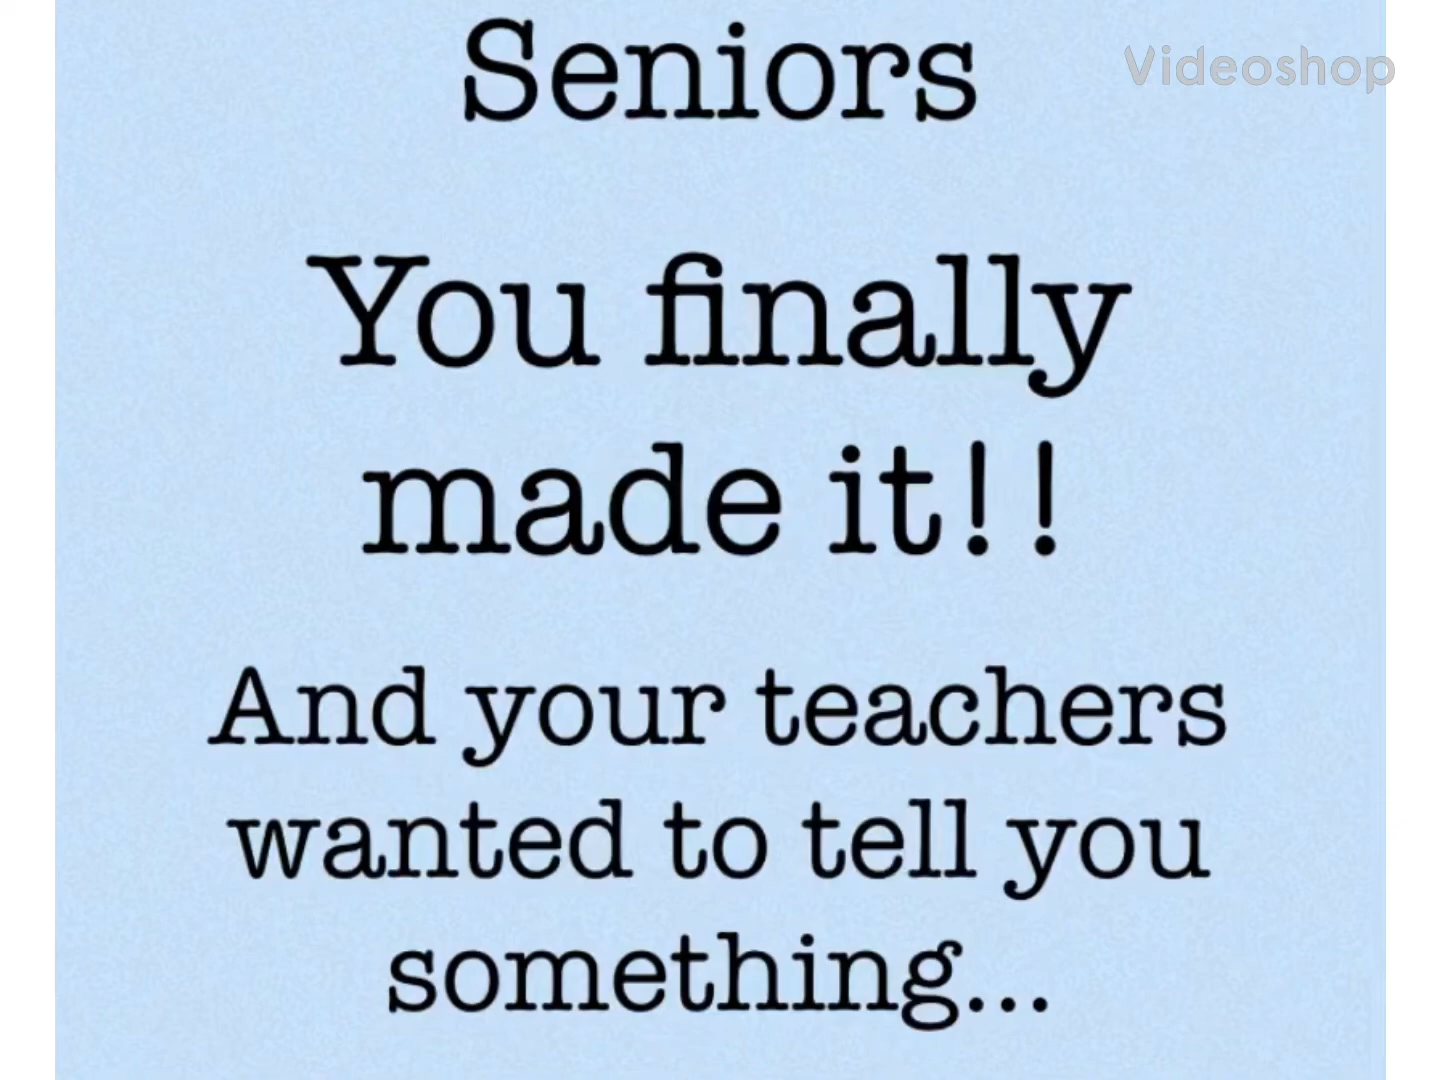 Seniors
Videoshop
You finally
made it!!
And your teachers
wanted to tell you
something...